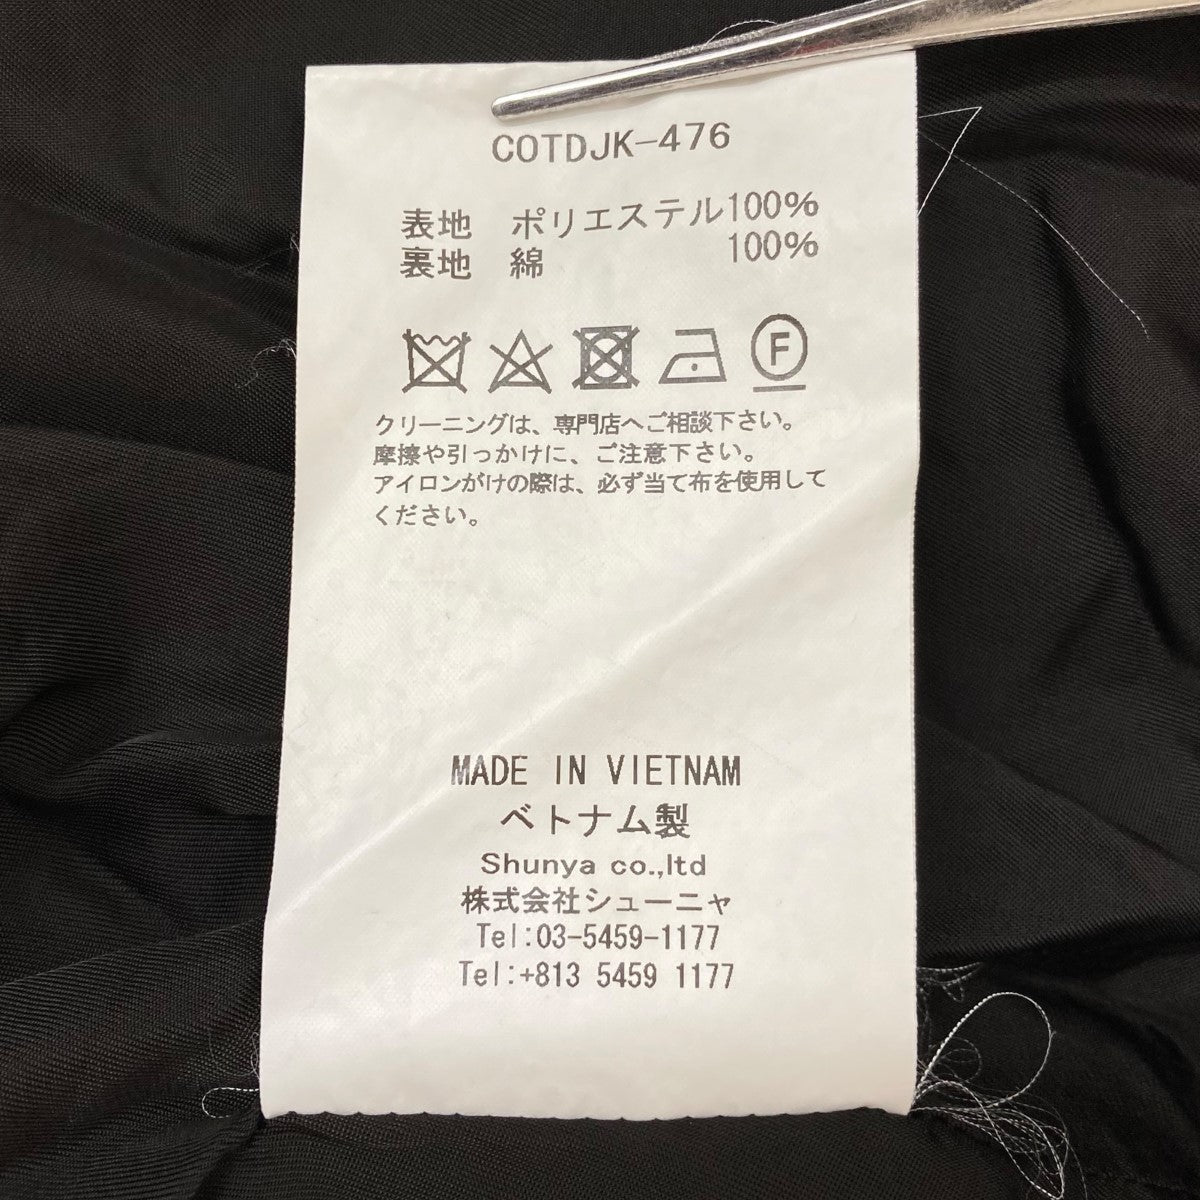 COTDJK-476
表地 ポリエステル100%
裏地 綿 100%
F
クリーニングは、専門店へご相談下さい。
摩擦や引っかけに、ご注意下さい。
アイロンがけの際は、必ず当て布を使用して
ください。
MADE IN VIETNAM
ベトナム製
Shunya co.,ltd
株式会社シューニャ
Tel:03-5459-1177
Tel:+813 5459 1177